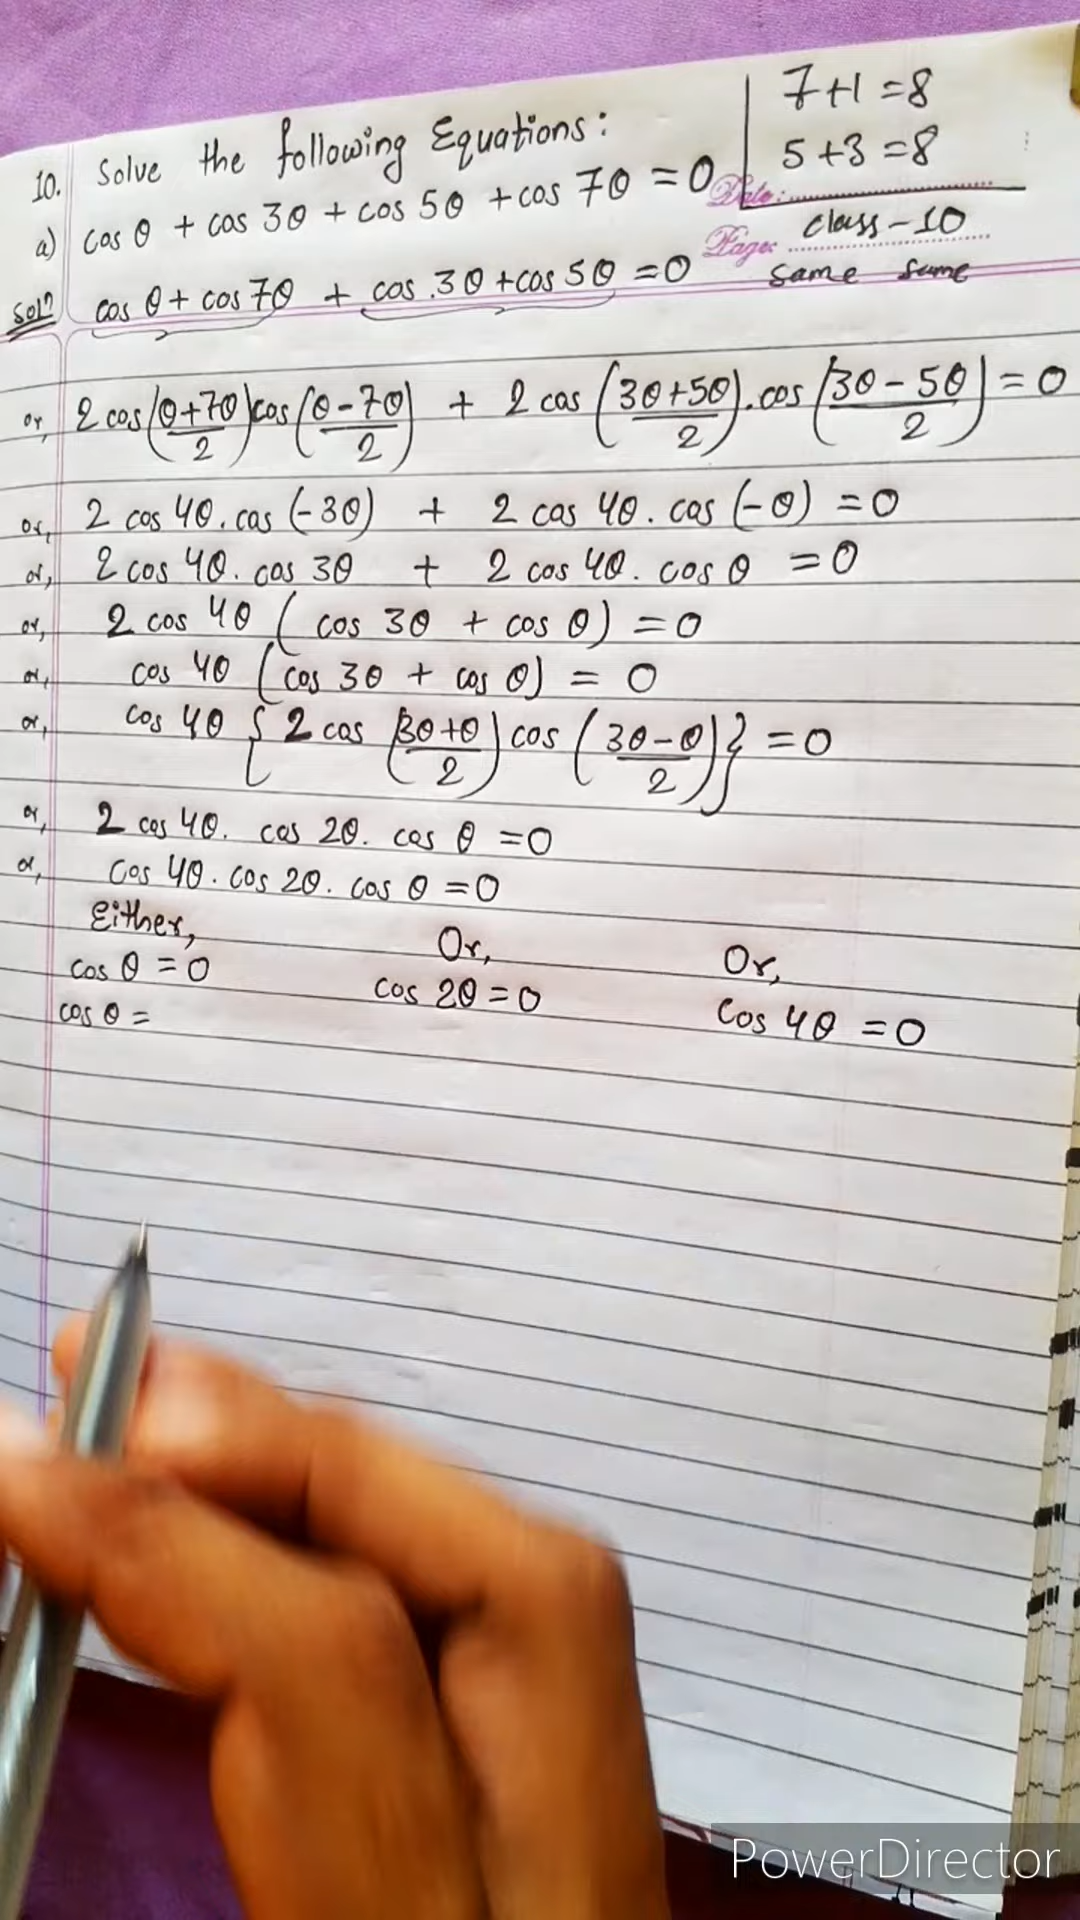 7+1 = 8
5+3 = 8
10. Solve the following Equations:
a) cos θ + cos 3θ + cos 5θ + cos 7θ = 0
Date:
class - 10
Page:
same same
Solⁿ cos θ + cos 7θ + cos .3θ + cos 5θ = 0
or, 2 cos (θ+7θ/2) cos (θ-7θ/2) + 2 cos (3θ+5θ/2) . cos (3θ-5θ/2) = 0
or, 2 cos 4θ . cos (-3θ) + 2 cos 4θ . cos (-θ) = 0
or, 2 cos 4θ . cos 3θ + 2 cos 4θ . cos θ = 0
or, 2 cos 4θ ( cos 3θ + cos θ ) = 0
or, cos 4θ ( cos 3θ + cos θ ) = 0
or, cos 4θ { 2 cos (3θ+θ/2) cos (3θ-θ/2) } = 0
or, 2 cos 4θ . cos 2θ . cos θ = 0
or, cos 4θ . cos 2θ . cos θ = 0
Either, Or, Or,
cos θ = 0 cos 2θ = 0 cos 4θ = 0
cos θ =
PowerDirector